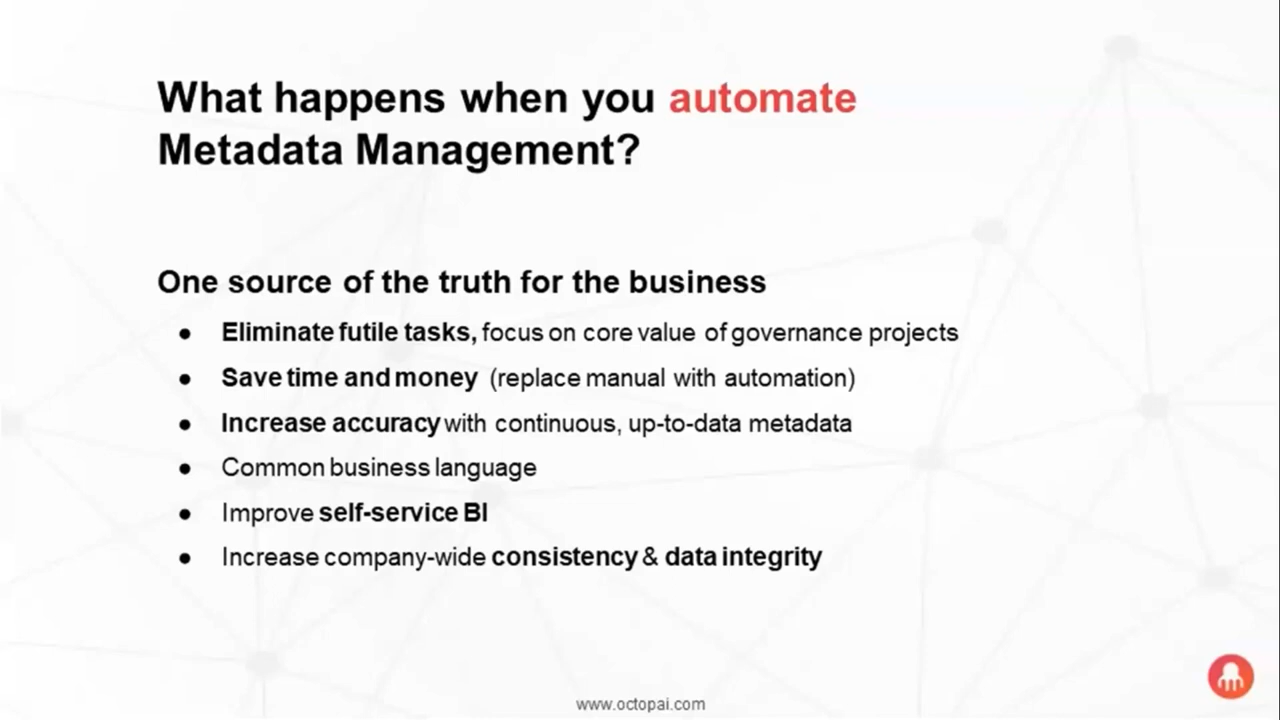 What happens when you automate
Metadata Management?
One source of the truth for the business
● Eliminate futile tasks, focus on core value of governance projects
● Save time and money (replace manual with automation)
● Increase accuracy with continuous, up-to-data metadata
● Common business language
● Improve self-service BI
● Increase company-wide consistency & data integrity
www.octopai.com